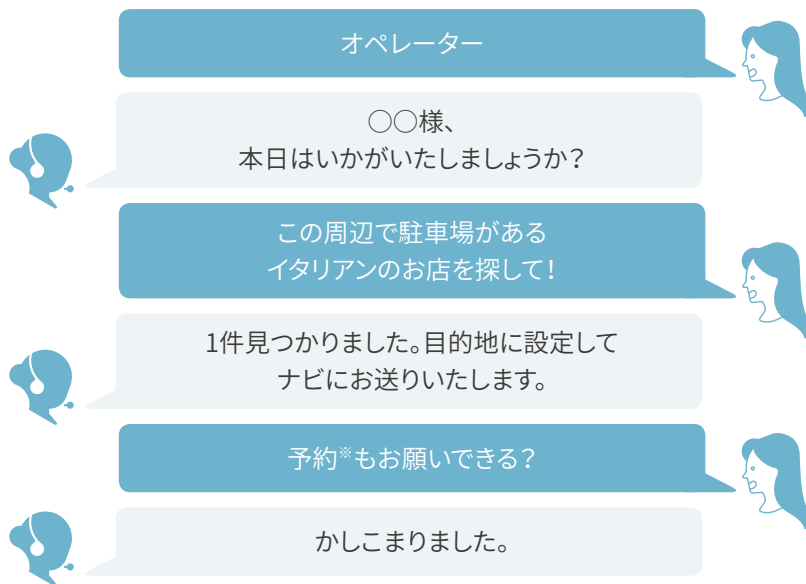 オペレーター
〇〇様、
本日はいかがいたしましょうか？
この周辺で駐車場がある
イタリアンのお店を探して！
1件見つかりました。目的地に設定して
ナビにお送りいたします。
予約※もお願いできる？
かしこまりました。